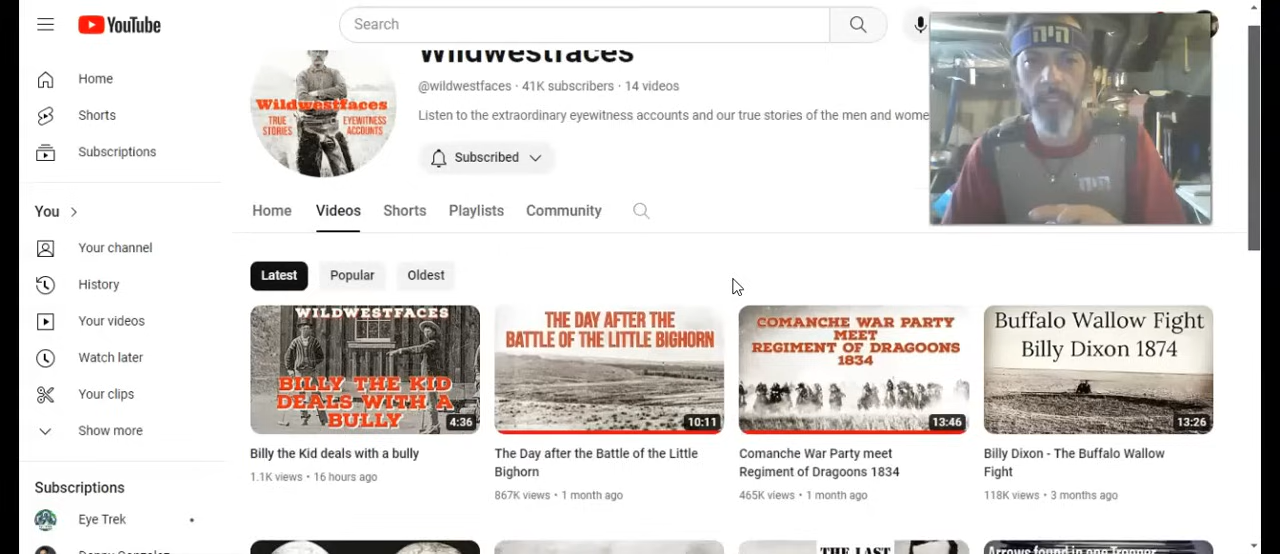 YouTube
Search
Wildwestfaces
@wildwestfaces · 41K subscribers · 14 videos
Listen to the extraordinary eyewitness accounts and our true stories of the men and wome
Wildwestfaces
TRUE STORIES
EYEWITNESS ACCOUNTS
Subscribed
היה
היה
Home
Shorts
Subscriptions
You
Your channel
History
Your videos
Watch later
Your clips
Show more
Subscriptions
Eye Trek
Home
Videos
Shorts
Playlists
Community
Latest
Popular
Oldest
WILDWESTFACES
BILLY THE KID
DEALS WITH A
BULLY
4:36
Billy the Kid deals with a bully
1.1K views · 16 hours ago
THE DAY AFTER THE
BATTLE OF THE LITTLE BIGHORN
10:11
The Day after the Battle of the Little
Bighorn
867K views · 1 month ago
COMANCHE WAR PARTY
MEET
REGIMENT OF DRAGOONS
1834
13:46
Comanche War Party meet
Regiment of Dragoons 1834
465K views · 1 month ago
Buffalo Wallow Fight
Billy Dixon 1874
13:26
Billy Dixon - The Buffalo Wallow
Fight
118K views · 3 months ago
THE LAST
Arrows found in one Trooper